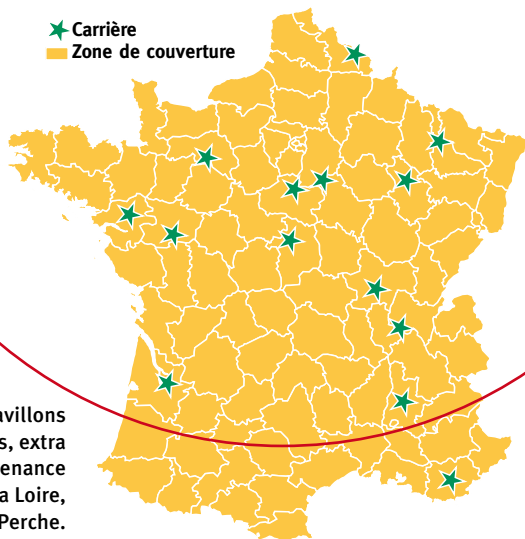 Carrière
Zone de couverture
avillons
s, extra
enance
a Loire,
Perche.